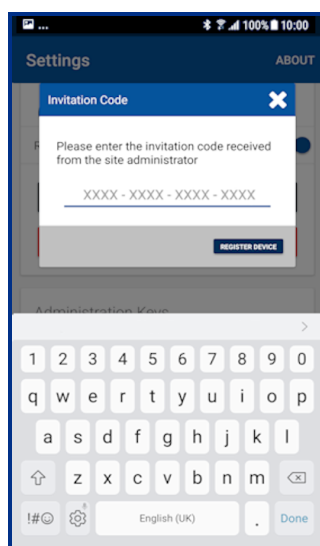 ... 100% 10:00
Settings ABOUT
Invitation Code
R
Please enter the invitation code received
from the site administrator
XXXX - XXXX - XXXX - XXXX
REGISTER DEVICE
Administration Keys
1 2 3 4 5 6 7 8 9 0
q w e r t y u i o p
a s d f g h j k l
z x c v b n m
!#☺ English (UK) . Done